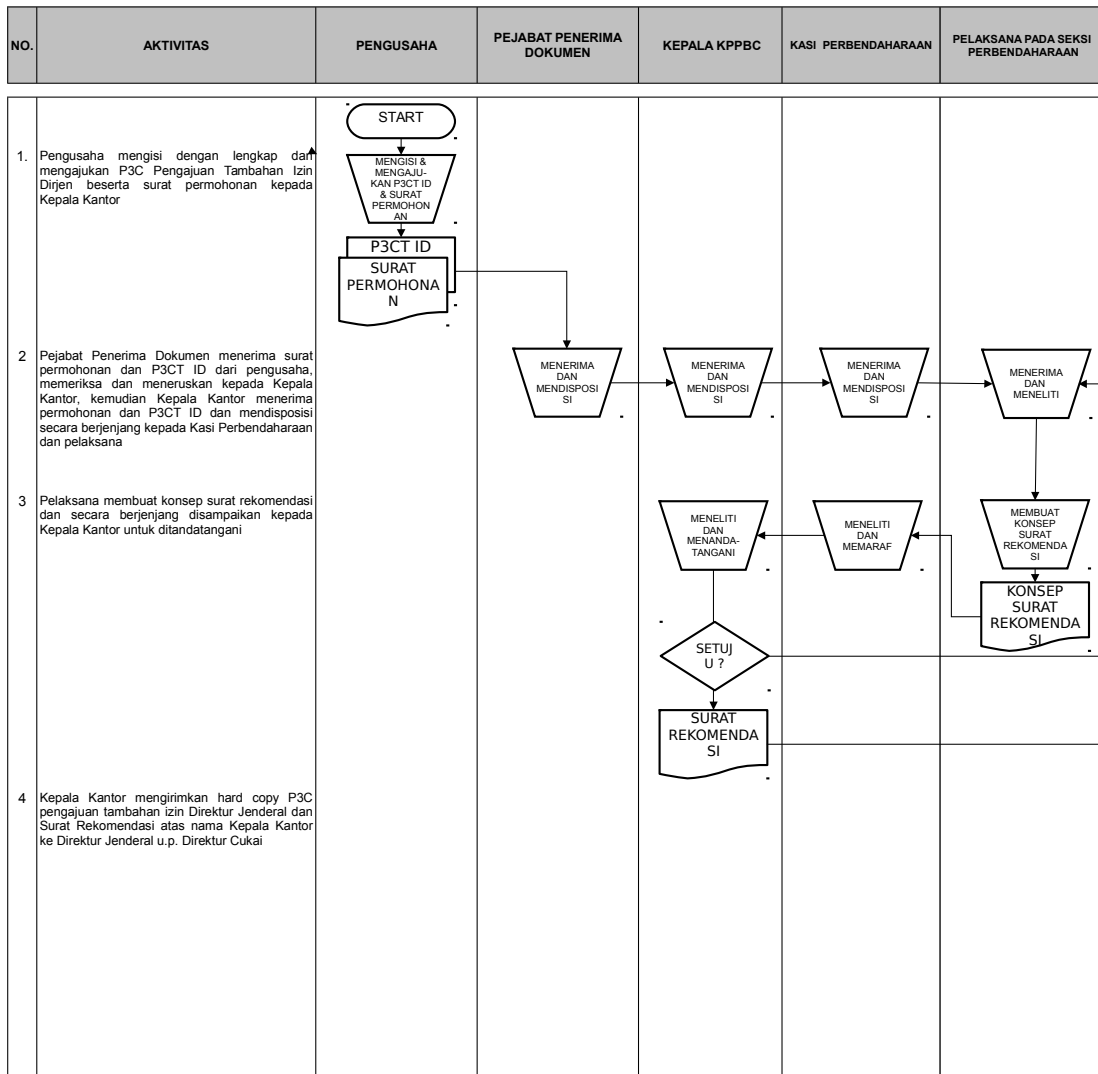 NO.
AKTIVITAS
PENGUSAHA
PEJABAT PENERIMA
DOKUMEN
KEPALA KPPBC
KASI PERBENDAHARAAN
PELAKSANA PADA SEKSI
PERBENDAHARAAN
START
1. Pengusaha mengisi dengan lengkap dan
mengajukan P3C Pengajuan Tambahan Izin
Dirjen beserta surat permohonan kepada
Kepala Kantor
MENGISI &
MENGAJU-
KAN P3CT ID
& SURAT
PERMOHON
AN
P3CT ID
SURAT
PERMOHONA
N
2 Pejabat Penerima Dokumen menerima surat
permohonan dan P3CT ID dari pengusaha,
memeriksa dan meneruskan kepada Kepala
Kantor, kemudian Kepala Kantor menerima
permohonan dan P3CT ID dan mendisposisi
secara berjenjang kepada Kasi Perbendaharaan
dan pelaksana
MENERIMA
DAN
MENDISPOSI
SI
MENERIMA
DAN
MENDISPOSI
SI
MENERIMA
DAN
MENDISPOSI
SI
MENERIMA
DAN
MENELITI
3 Pelaksana membuat konsep surat rekomendasi
dan secara berjenjang disampaikan kepada
Kepala Kantor untuk ditandatangani
MENELITI
DAN
MENANDA-
TANGANI
MENELITI
DAN
MEMARAF
MEMBUAT
KONSEP
SURAT
REKOMENDA
SI
KONSEP
SURAT
REKOMENDA
SI
SETUJ
U ?
SURAT
REKOMENDA
SI
4 Kepala Kantor mengirimkan hard copy P3C
pengajuan tambahan izin Direktur Jenderal dan
Surat Rekomendasi atas nama Kepala Kantor
ke Direktur Jenderal u.p. Direktur Cukai